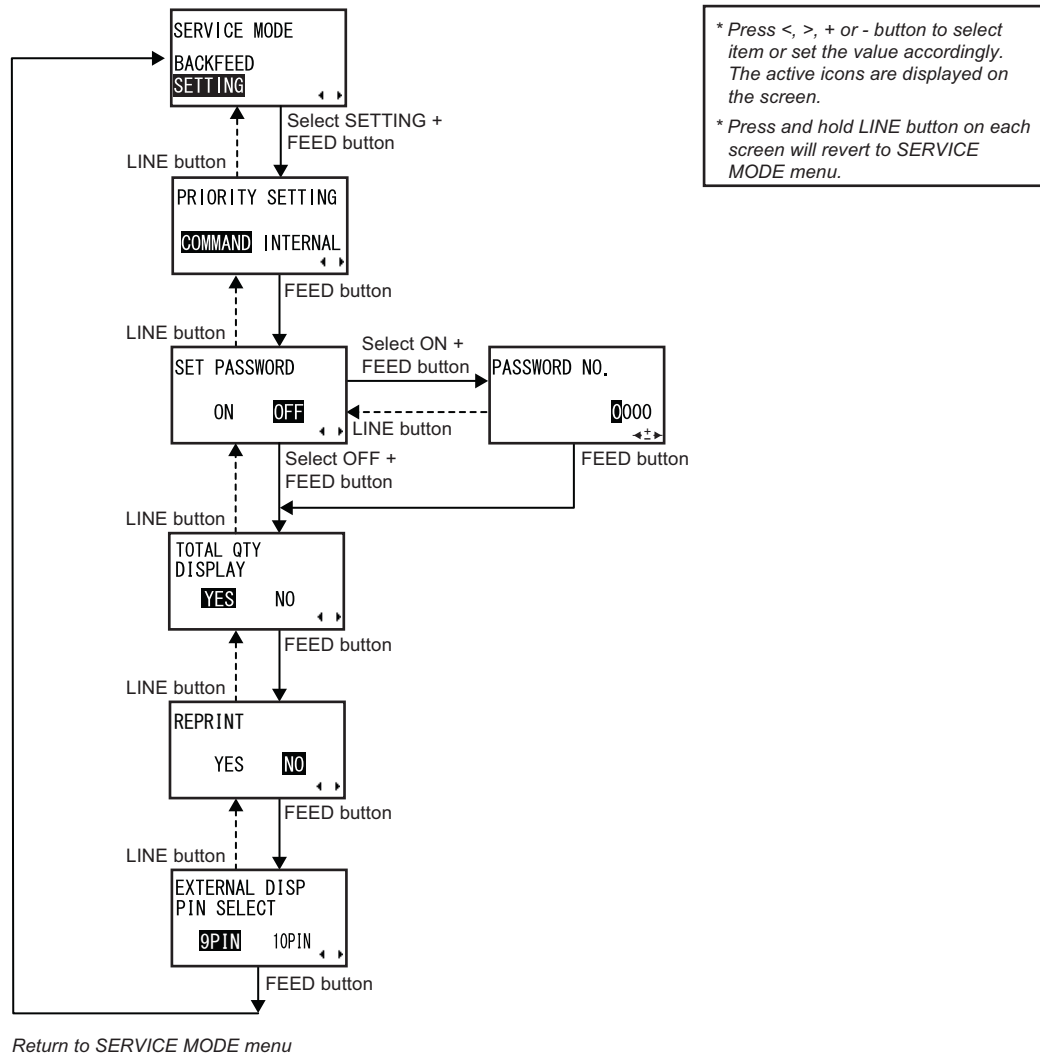 SERVICE MODE
BACKFEED
SETTING
* Press <, >, + or - button to select
item or set the value accordingly.
The active icons are displayed on
the screen.
* Press and hold LINE button on each
screen will revert to SERVICE
MODE menu.
Select SETTING +
FEED button
LINE button
PRIORITY SETTING
COMMAND INTERNAL
FEED button
LINE button
SET PASSWORD
ON OFF
Select ON +
FEED button
LINE button
PASSWORD NO.
0000
±
Select OFF +
FEED button
FEED button
LINE button
TOTAL QTY
DISPLAY
YES NO
FEED button
LINE button
REPRINT
YES NO
FEED button
LINE button
EXTERNAL DISP
PIN SELECT
9PIN 10PIN
FEED button
Return to SERVICE MODE menu